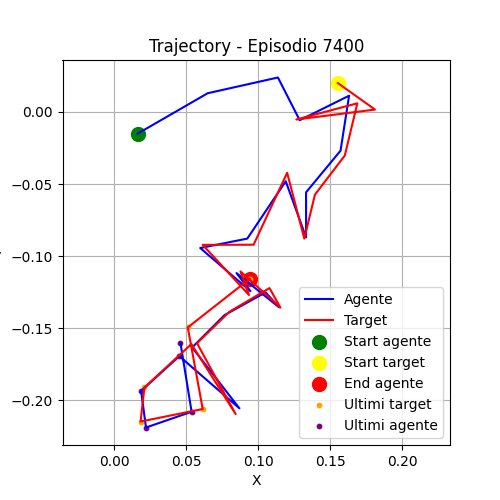 Trajectory - Episodio 7400
0.00
−0.05
−0.10
−0.15
−0.20
0.00 0.05 0.10 0.15 0.20
X
Agente
Target
Start agente
Start target
End agente
Ultimi target
Ultimi agente